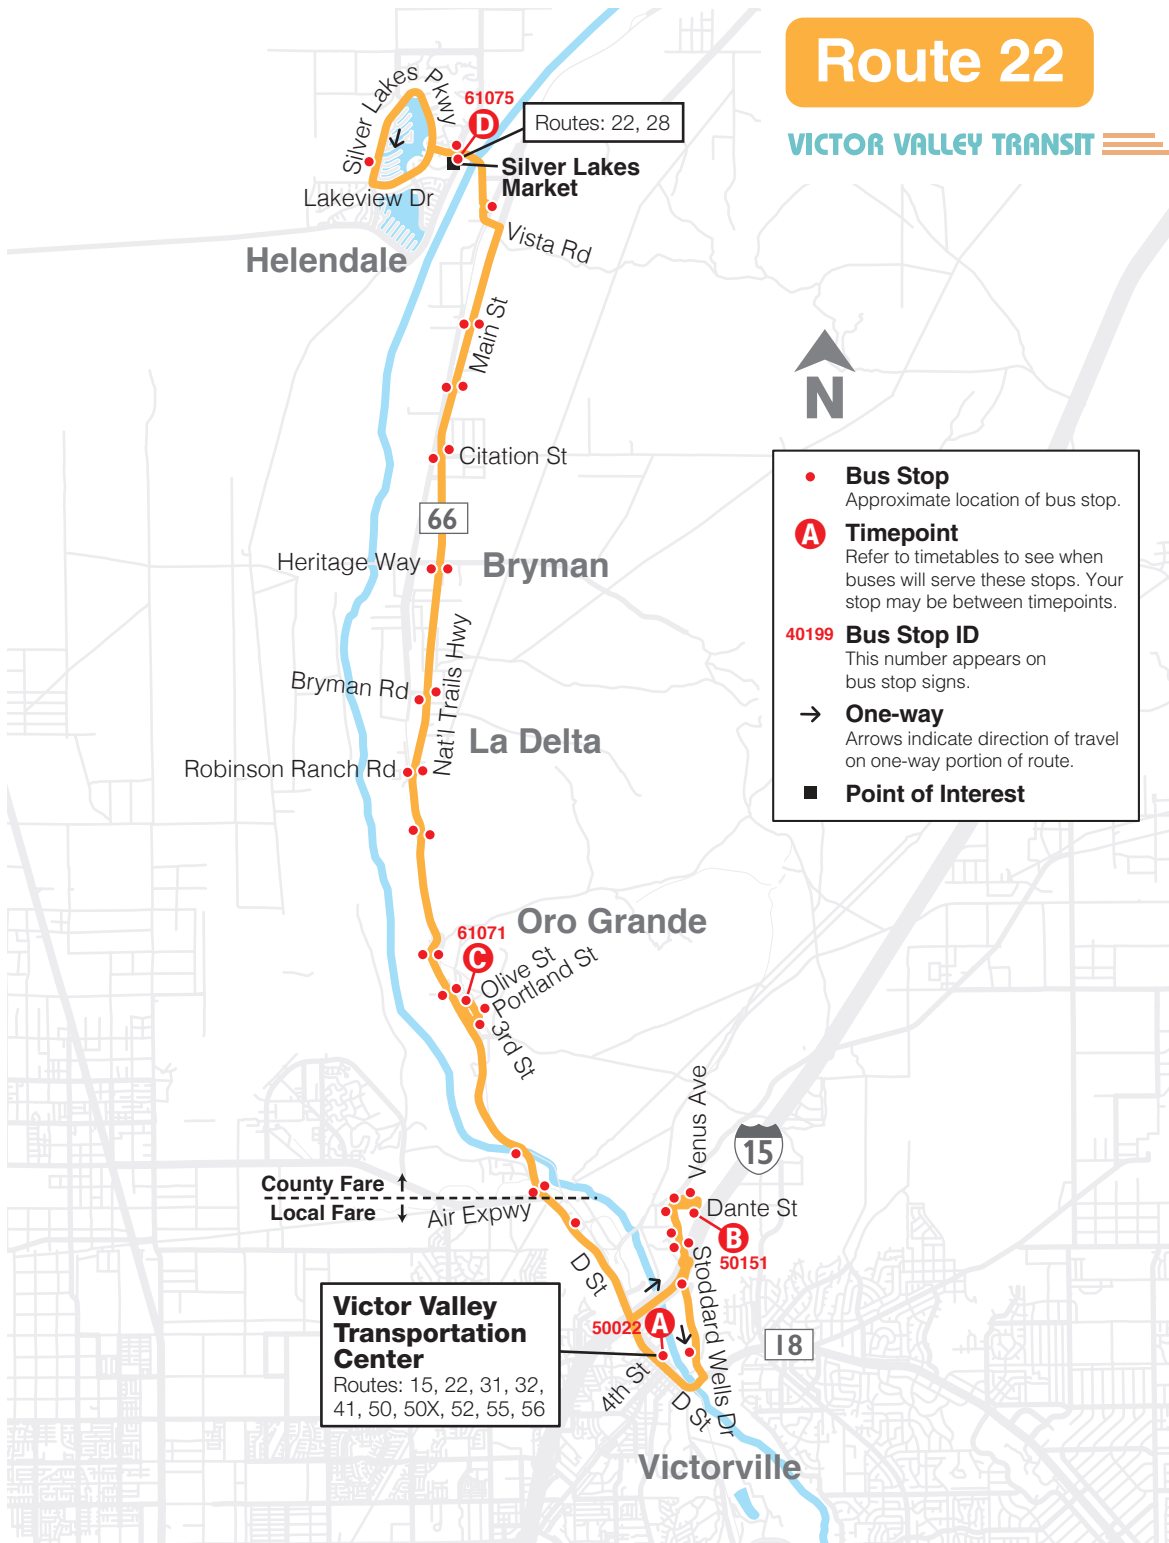 Route 22
VICTOR VALLEY TRANSIT
Silver Lakes Pkwy
61075
D
Routes: 22, 28
Silver Lakes
Market
Lakeview Dr
Vista Rd
Helendale
Main St
N
Citation St
66
Heritage Way
Bryman
Nat'l Trails Hwy
Bryman Rd
La Delta
Robinson Ranch Rd
Bus Stop
Approximate location of bus stop.
A
Timepoint
Refer to timetables to see when
buses will serve these stops. Your
stop may be between timepoints.
40199
Bus Stop ID
This number appears on
bus stop signs.
One-way
Arrows indicate direction of travel
on one-way portion of route.
Point of Interest
Oro Grande
61071
C
Olive St
Portland St
3rd St
Venus Ave
15
County Fare
Local Fare
Air Expwy
Dante St
B
50151
D St
Stoddard Wells Dr
Victor Valley
Transportation
Center
Routes: 15, 22, 31, 32,
41, 50, 50X, 52, 55, 56
50022
A
18
4th St
D St
Victorville